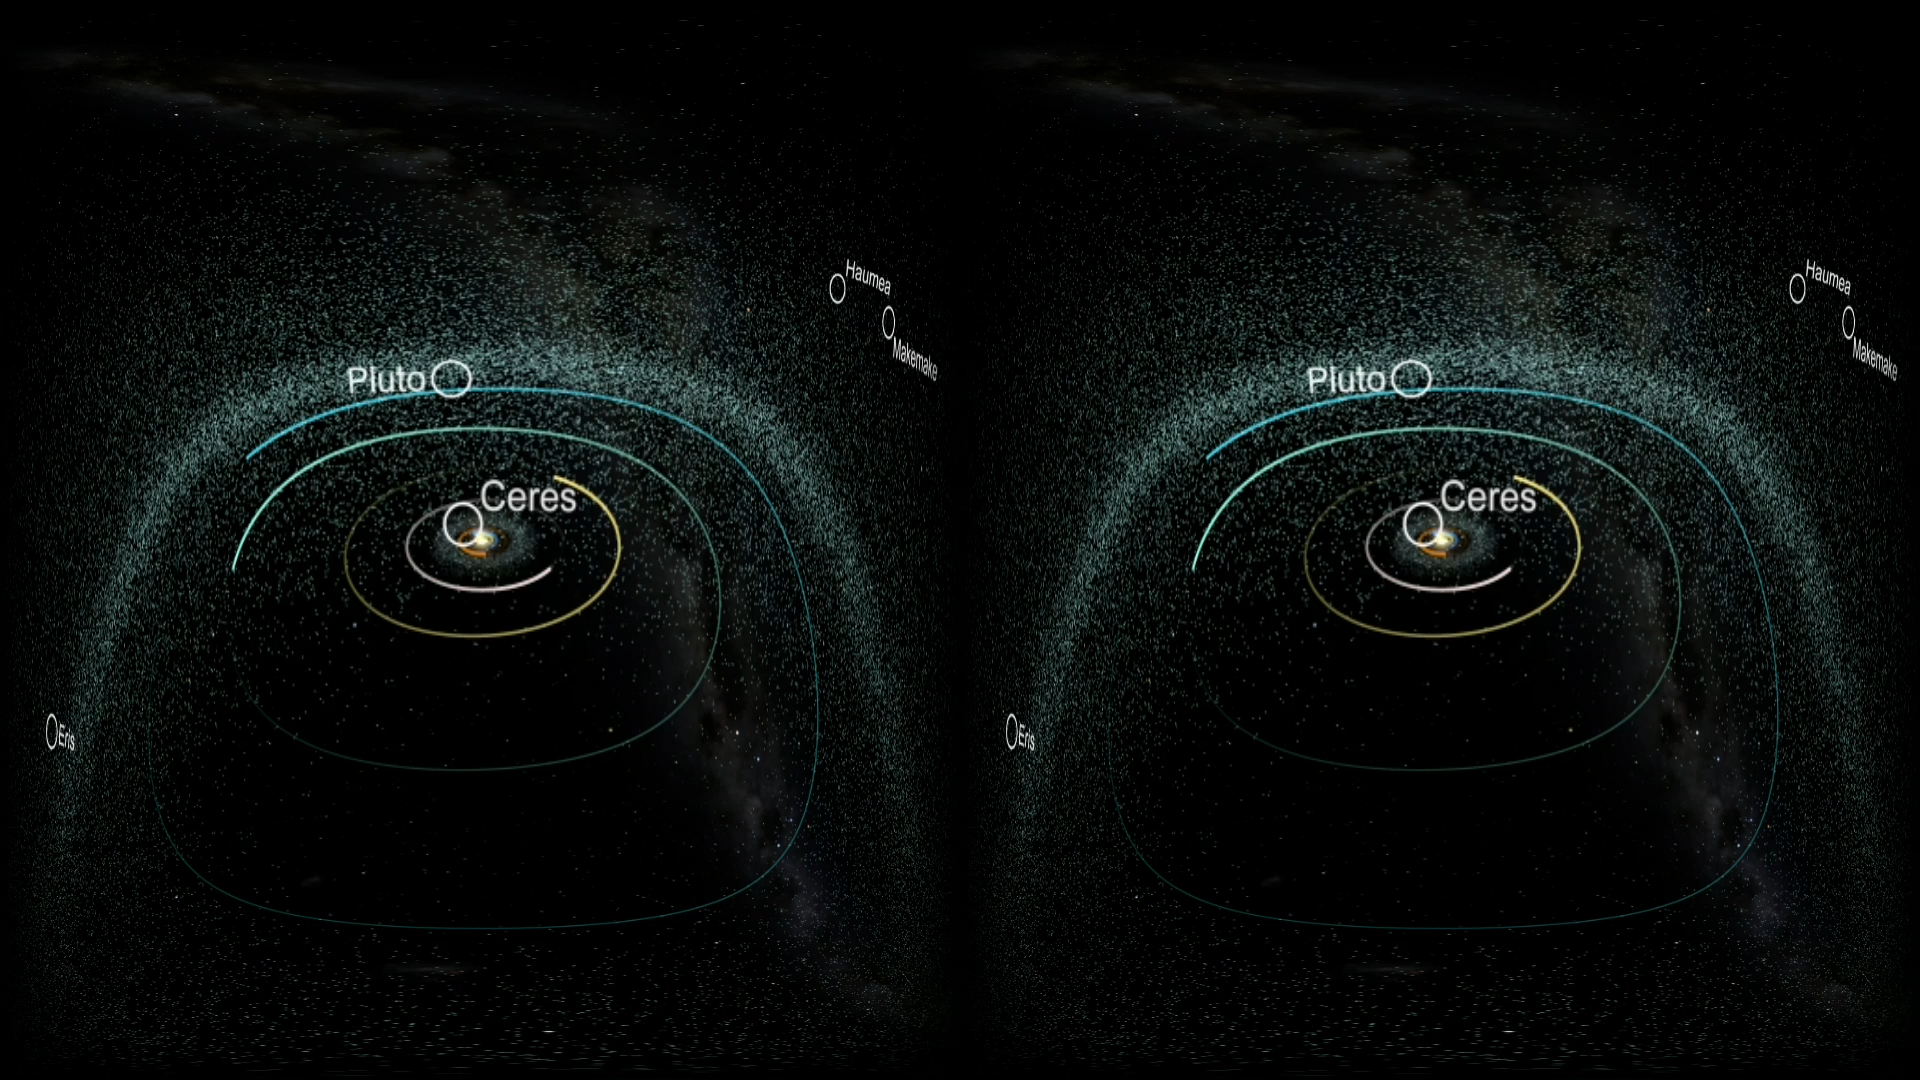 Haumea
Makemake
Pluto
Ceres
Eris
Haumea
Makemake
Pluto
Ceres
Eris